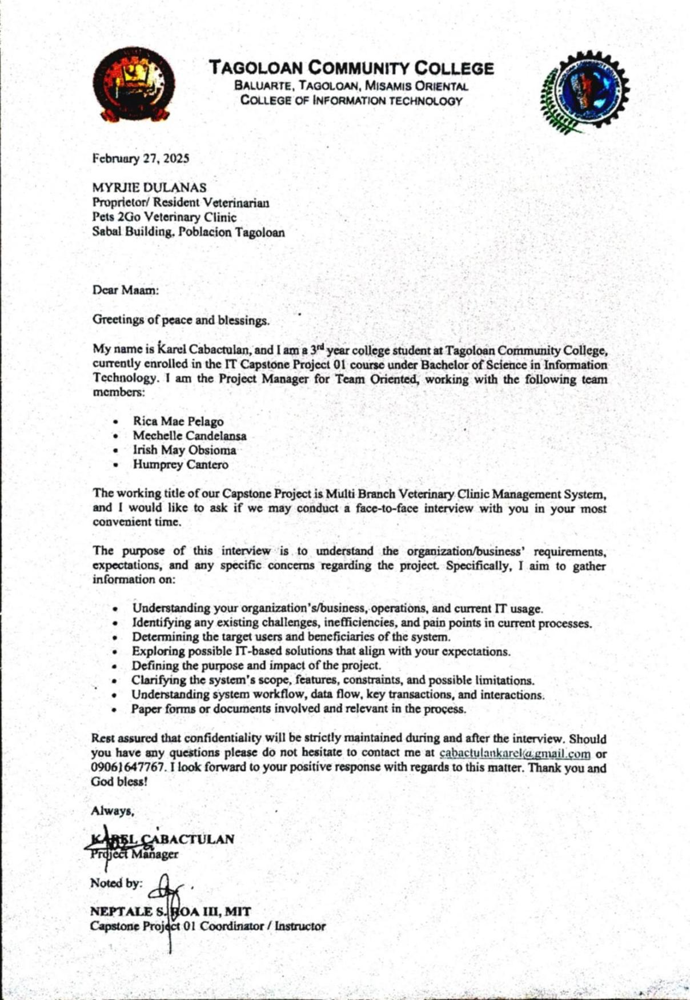 TAGOLOAN COMMUNITY COLLEGE
BALUARTE, TAGOLOAN, MISAMIS ORIENTAL
COLLEGE OF INFORMATION TECHNOLOGY
February 27, 2025
MYRJIE DULANAS
Proprietor/ Resident Veterinarian
Pets 2Go Veterinary Clinic
Sabal Building, Poblacion Tagoloan
Dear Maam:
Greetings of peace and blessings.
My name is Karel Cabactulan, and I am a 3rd year college student at Tagoloan Community College,
currently enrolled in the IT Capstone Project 01 course under Bachelor of Science in Information
Technology. I am the Project Manager for Team Oriented, working with the following team
members:
• Rica Mae Pelago
• Mechelle Candelansa
• Irish May Obsioma
• Humprey Cantero
The working title of our Capstone Project is Multi Branch Veterinary Clinic Management System,
and I would like to ask if we may conduct a face-to-face interview with you in your most
convenient time.
The purpose of this interview is to understand the organization/business' requirements,
expectations, and any specific concerns regarding the project. Specifically, I aim to gather
information on:
• Understanding your organization's/business, operations, and current IT usage.
• Identifying any existing challenges, inefficiencies, and pain points in current processes.
• Determining the target users and beneficiaries of the system.
• Exploring possible IT-based solutions that align with your expectations.
• Defining the purpose and impact of the project.
• Clarifying the system's scope, features, constraints, and possible limitations.
• Understanding system workflow, data flow, key transactions, and interactions.
• Paper forms or documents involved and relevant in the process.
Rest assured that confidentiality will be strictly maintained during and after the interview. Should
you have any questions please do not hesitate to contact me at cabactulankarel@gmail.com or
09061647767. I look forward to your positive response with regards to this matter. Thank you and
God bless!
Always,
KAREL CABACTULAN
Project Manager
Noted by:
NEPTALE S. ROA III, MIT
Capstone Project 01 Coordinator / Instructor